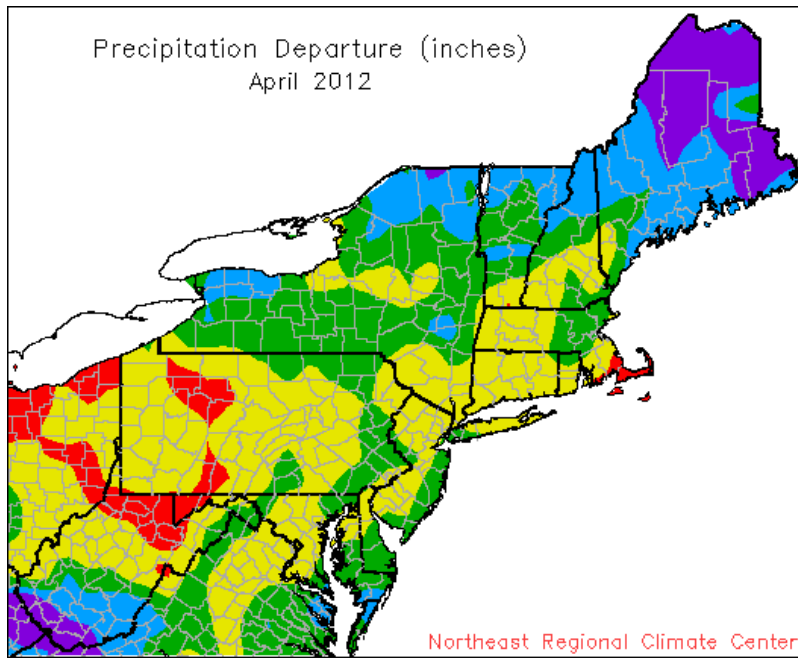 Precipitation Departure (inches)
April 2012
Northeast Regional Climate Center